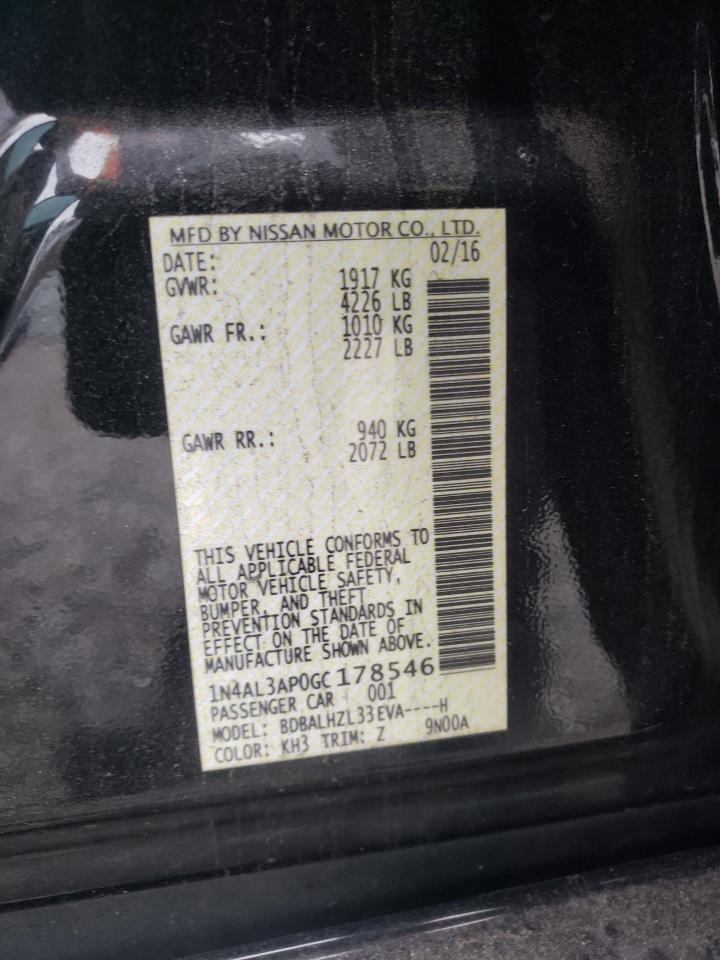 MFD BY NISSAN MOTOR CO., LTD.
DATE: 02/16
GVWR: 1917 KG
4226 LB
GAWR FR.: 1010 KG
2227 LB
GAWR RR.: 940 KG
2072 LB
THIS VEHICLE CONFORMS TO
ALL APPLICABLE FEDERAL
MOTOR VEHICLE SAFETY,
BUMPER, AND THEFT
PREVENTION STANDARDS IN
EFFECT ON THE DATE OF
MANUFACTURE SHOWN ABOVE.
1N4AL3AP0GC178546
PASSENGER CAR 001
MODEL: BDBALHZL33EVA----H
COLOR: KH3 TRIM: Z 9N00A